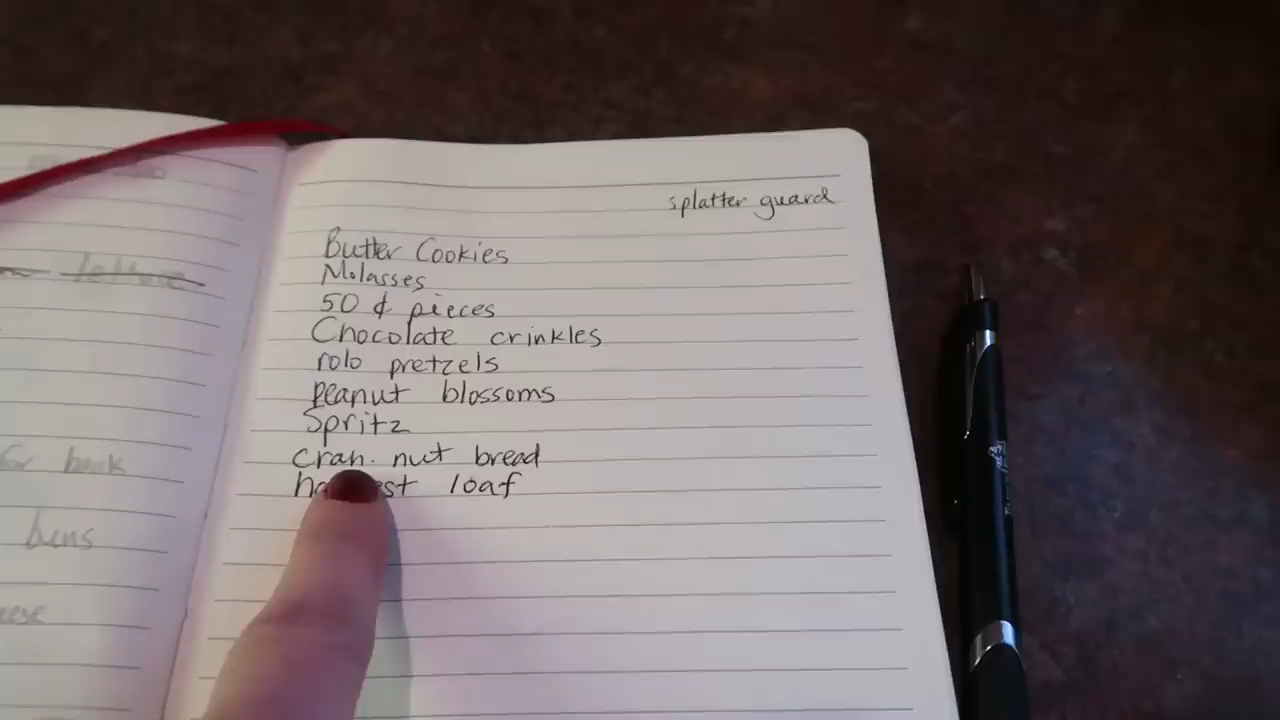 splatter guard
Butter Cookies
Molasses
50 ¢ pieces
Chocolate crinkles
rolo pretzels
peanut blossoms
Spritz
cran. nut bread
loaf